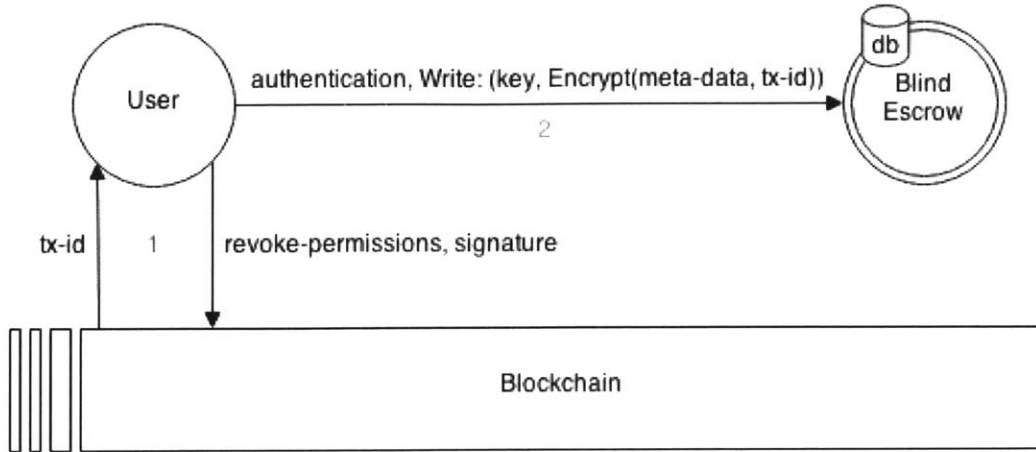 db
User
authentication, Write: (key, Encrypt(meta-data, tx-id))
Blind
Escrow
2
tx-id
1
revoke-permissions, signature
Blockchain